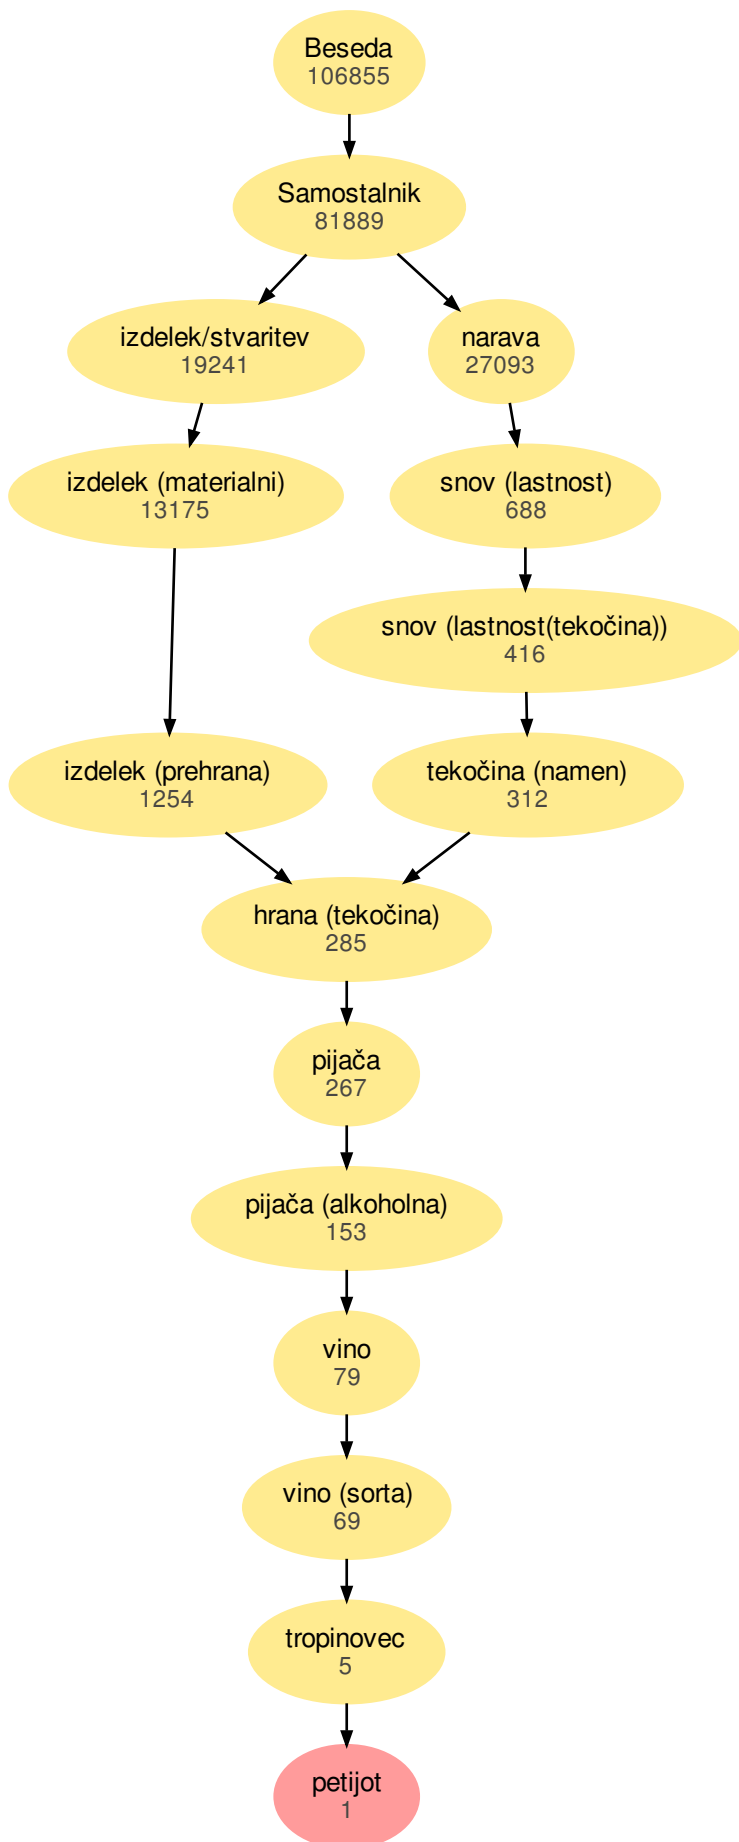 Beseda
106855
Samostalnik
81889
izdelek/stvaritev
19241
narava
27093
izdelek (materialni)
13175
snov (lastnost)
688
snov (lastnost(tekočina))
416
izdelek (prehrana)
1254
tekočina (namen)
312
hrana (tekočina)
285
pijača
267
pijača (alkoholna)
153
vino
79
vino (sorta)
69
tropinovec
5
petijot
1